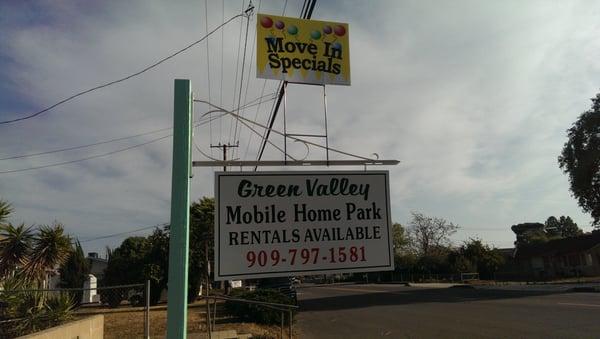 Move In
Specials
Green Valley
Mobile Home Park
RENTALS AVAILABLE
909-797-1581